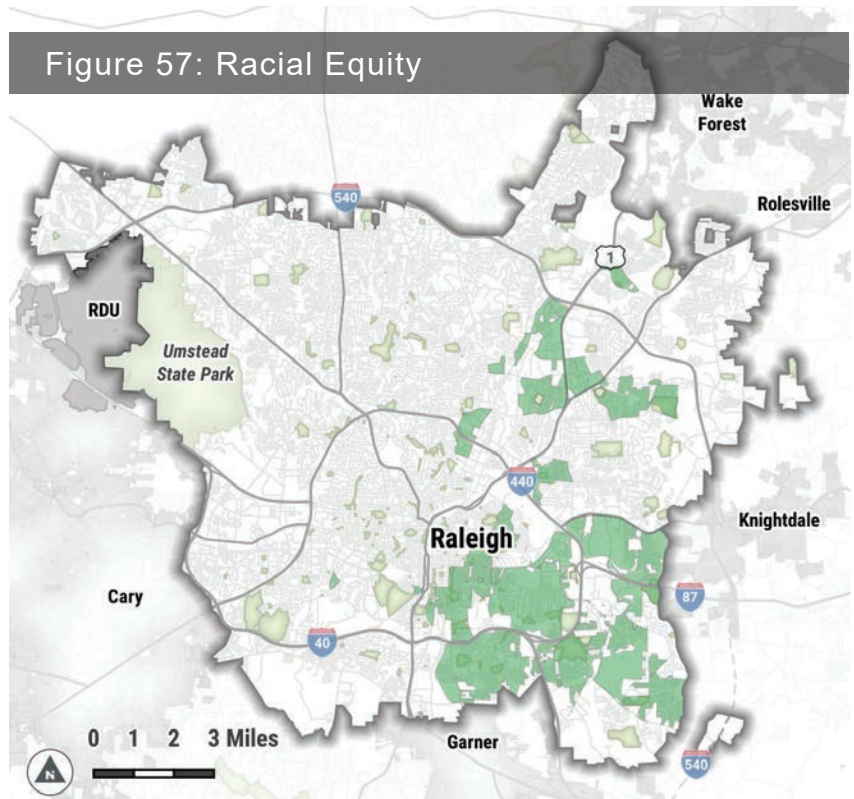 Figure 57: Racial Equity
Wake
Forest
540
Rolesville
1
RDU
Umstead
State Park
440
Raleigh
Knightdale
Cary
87
40
0 1 2 3 Miles
Garner
N
540